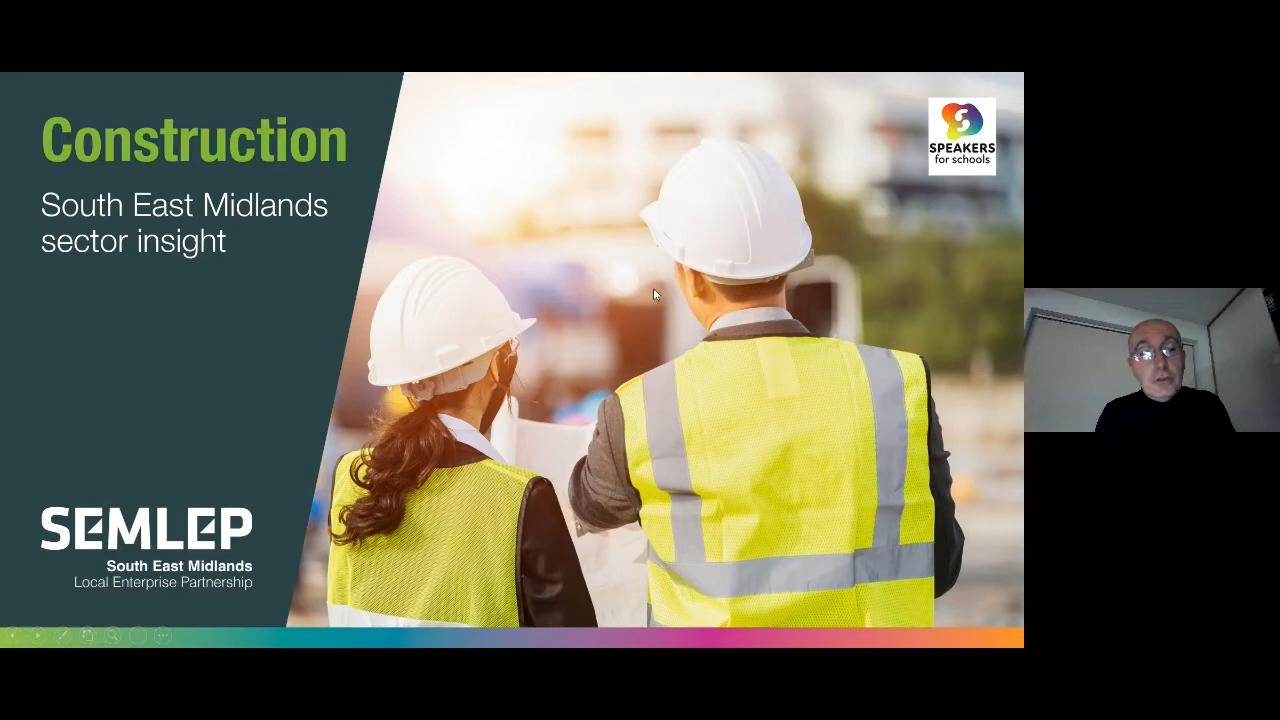 Construction
South East Midlands
sector insight
SPEAKERS
for schools
SEMLEP
South East Midlands
Local Enterprise Partnership